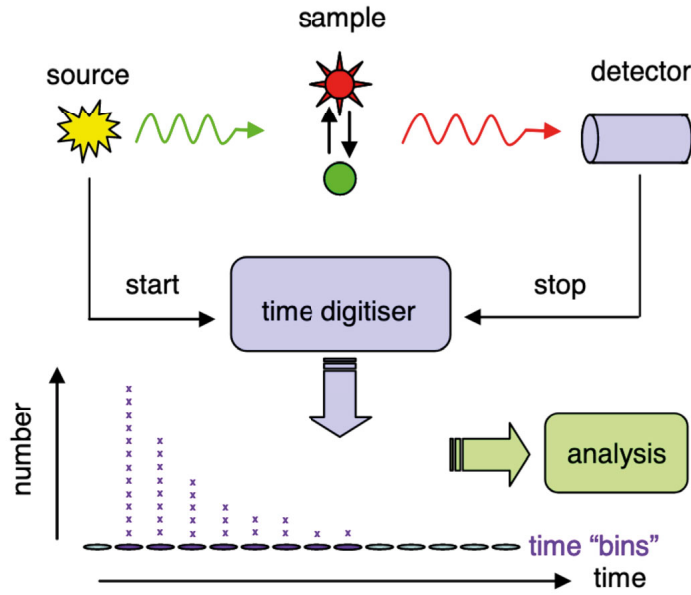 sample
source
detector
start
stop
time digitiser
number
analysis
time “bins”
time